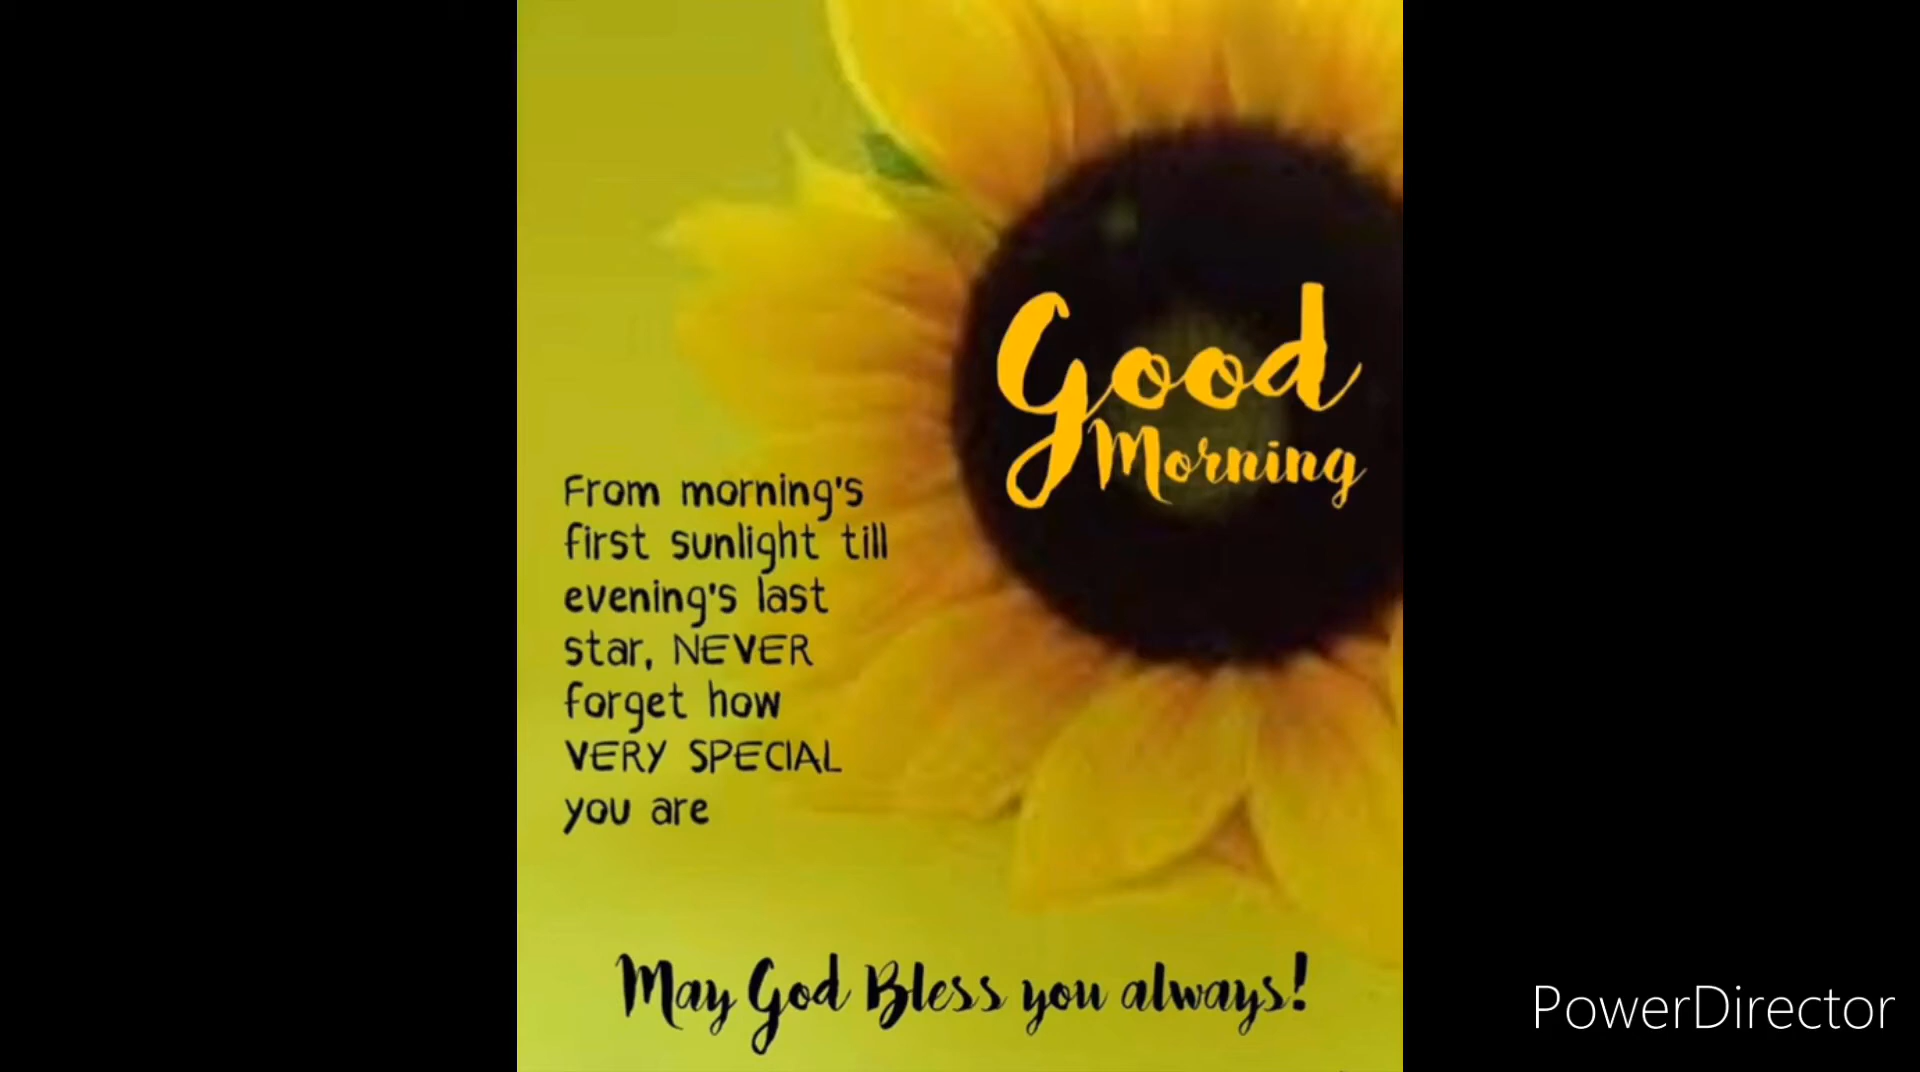 Good
Morning
From morning's
first sunlight till
evening's last
star, NEVER
forget how
VERY SPECIAL
you are
May God Bless you always!
PowerDirector